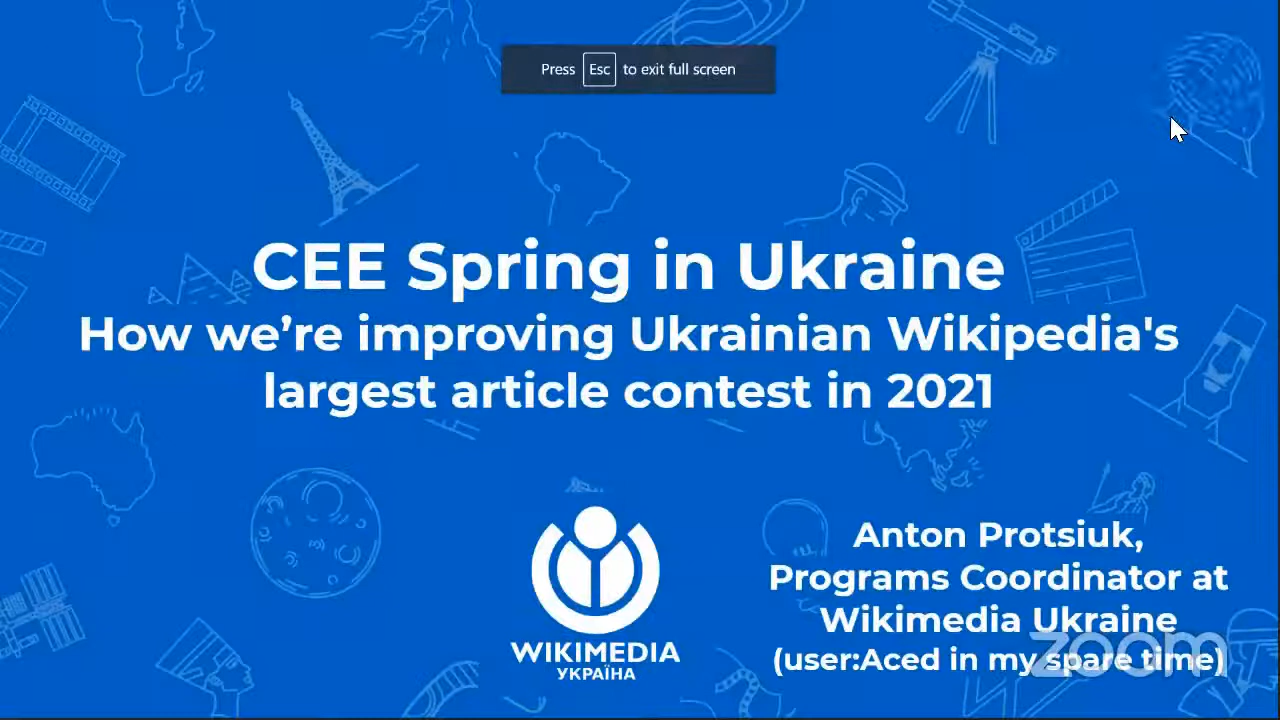 Press Esc to exit full screen
CEE Spring in Ukraine
How we’re improving Ukrainian Wikipedia's
largest article contest in 2021
WIKIMEDIA
УКРАЇНА
Anton Protsiuk,
Programs Coordinator at
Wikimedia Ukraine
(user:Aced in my spare time)
zoom